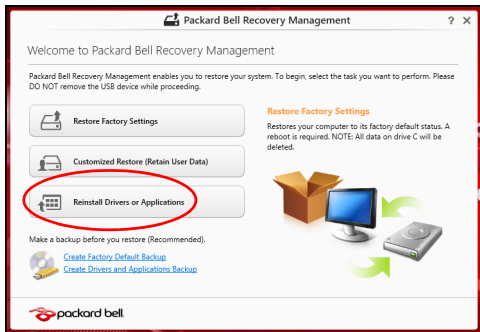 Packard Bell Recovery Management
? X
Welcome to Packard Bell Recovery Management
Packard Bell Recovery Management enables you to restore your system. To begin, select the task you want to perform. Please
DO NOT remove the USB device while proceeding.
Restore Factory Settings
Customized Restore (Retain User Data)
Reinstall Drivers or Applications
Restore Factory Settings
Restores your computer to its factory default status. A
reboot is required. NOTE: All data on drive C will be
deleted.
Make a backup before you restore (Recommended).
Create Factory Default Backup
Create Drivers and Applications Backup
packard bell